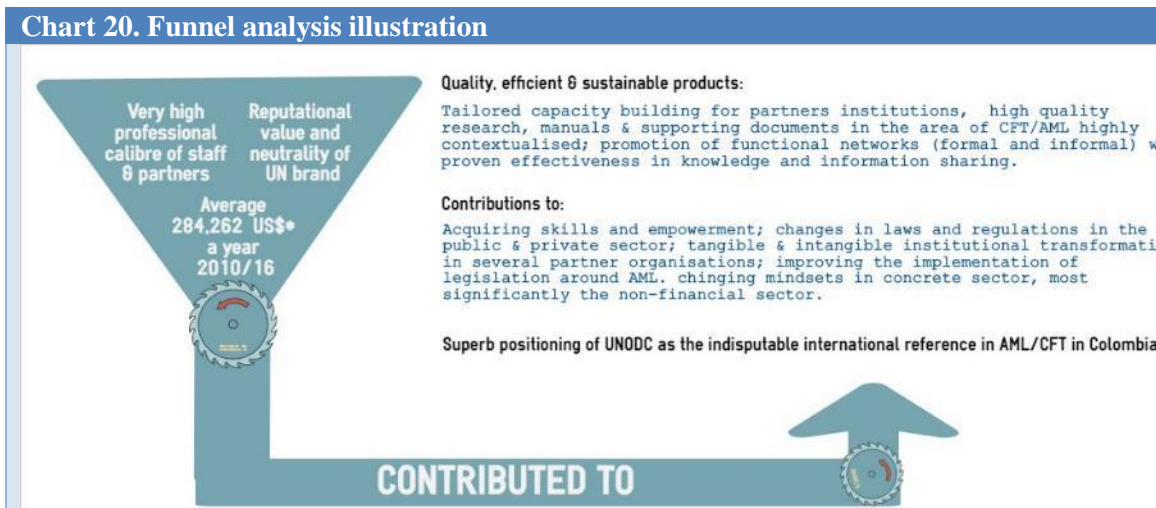 Chart 20. Funnel analysis illustration
Very high
professional
calibre of staff
& partners
Reputational
value and
neutrality of
UN brand
Average
284,262 US$*
a year
2010/16
Quality, efficient & sustainable products:
Tailored capacity building for partners institutions, high quality
research, manuals & supporting documents in the area of CFT/AML highly
contextualised; promotion of functional networks (formal and informal)
proven effectiveness in knowledge and information sharing.
Contributions to:
Acquiring skills and empowerment; changes in laws and regulations in the
public & private sector; tangible & intangible institutional transformati
in several partner organisations; improving the implementation of
legislation around AML. chinging mindsets in concrete sector, most
significantly the non-financial sector.
Superb positioning of UNODC as the indisputable international reference in AML/CFT in Colombia
CONTRIBUTED TO